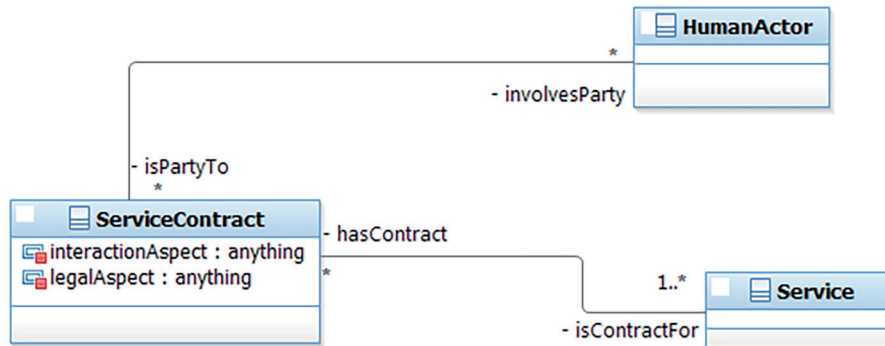 HumanActor
*
- involvesParty
- isPartyTo
*
ServiceContract
interactionAspect : anything
legalAspect : anything
- hasContract
*
1..*
Service
- isContractFor